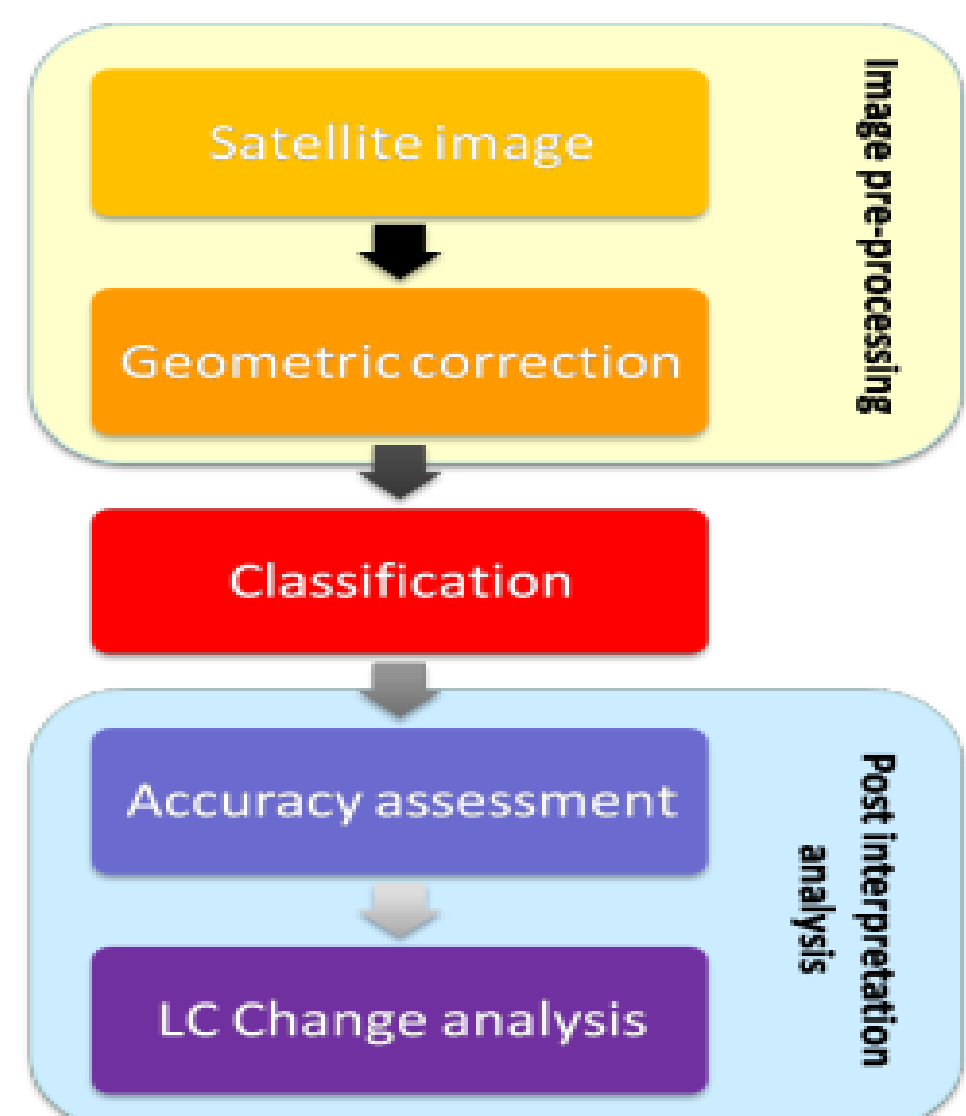 Satellite image
Geometric correction
Image pre-processing
Classification
Accuracy assessment
LC Change analysis
Post interpretation
analysis